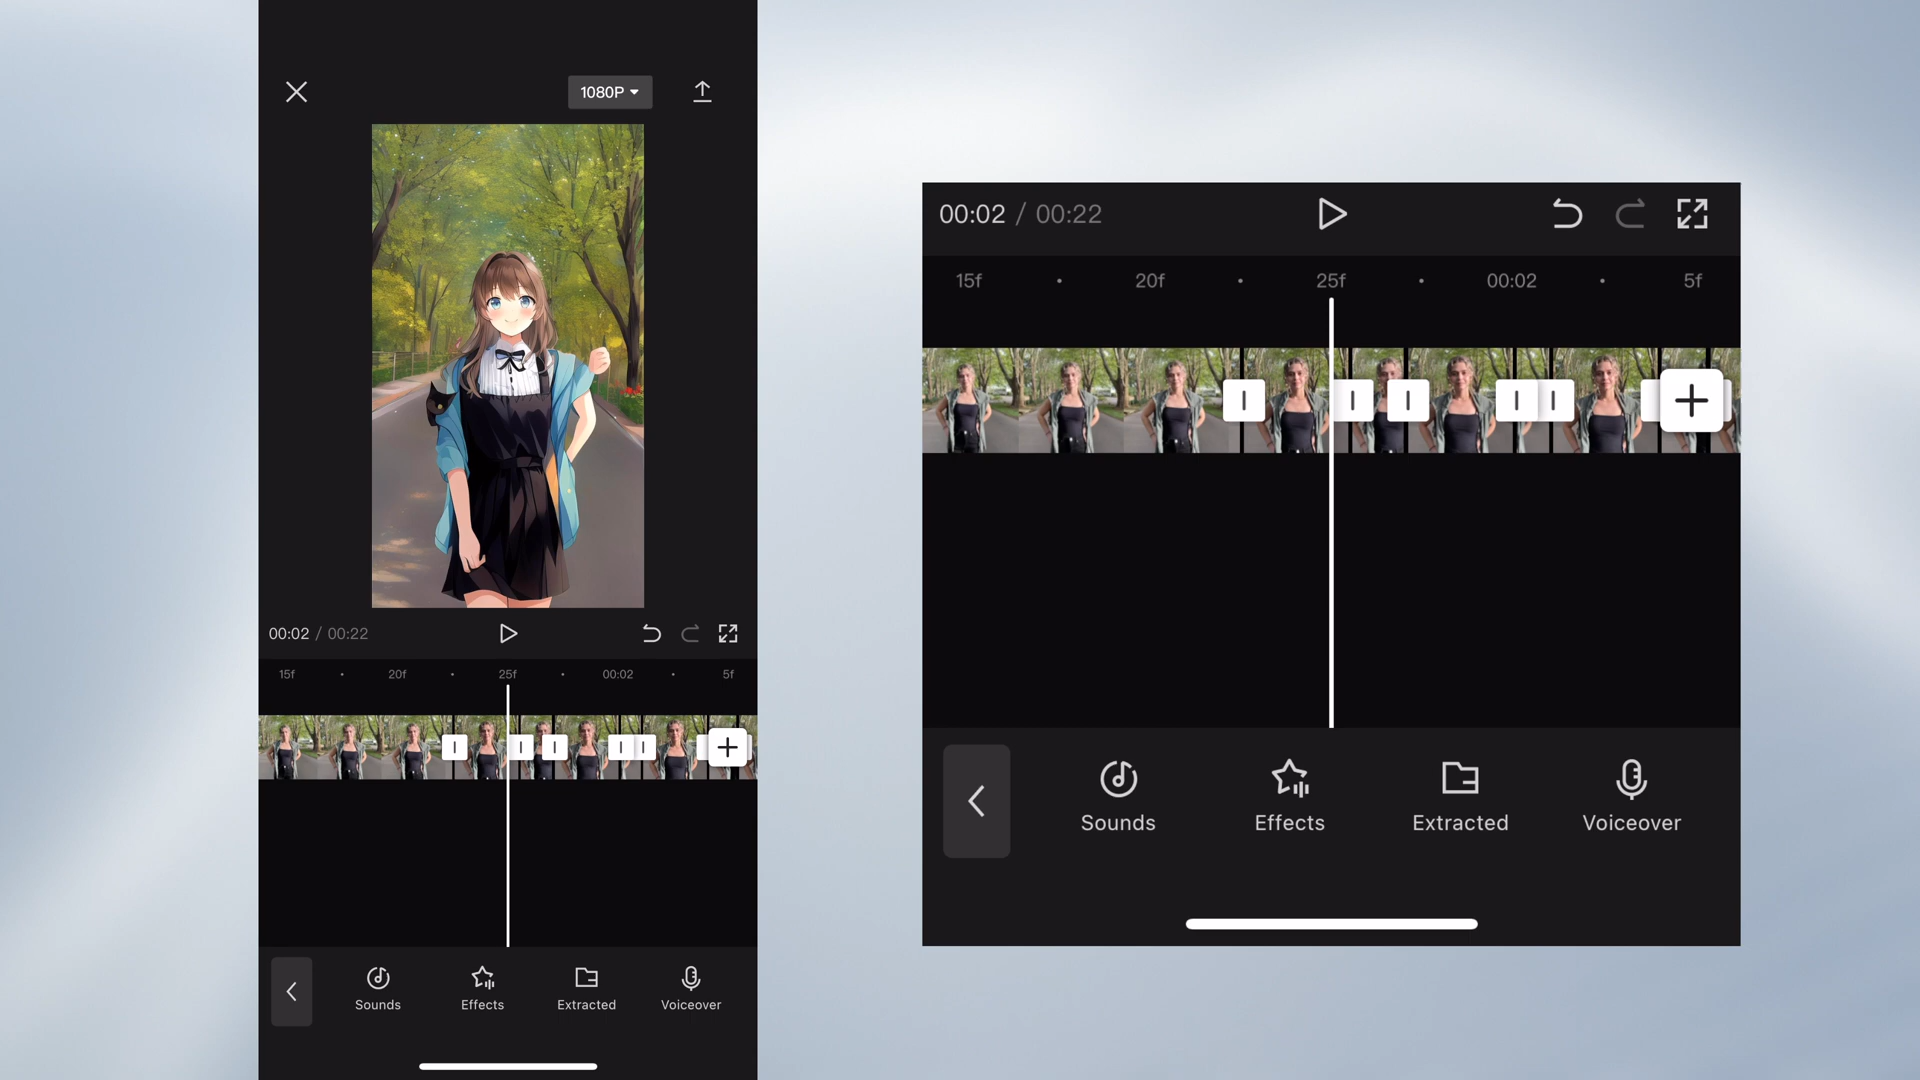 1080P
00:02 / 00:22
15f 20f 25f 00:02 5f
Sounds Effects Extracted Voiceover
00:02 / 00:22
15f 20f 25f 00:02 5f
Sounds Effects Extracted Voiceover